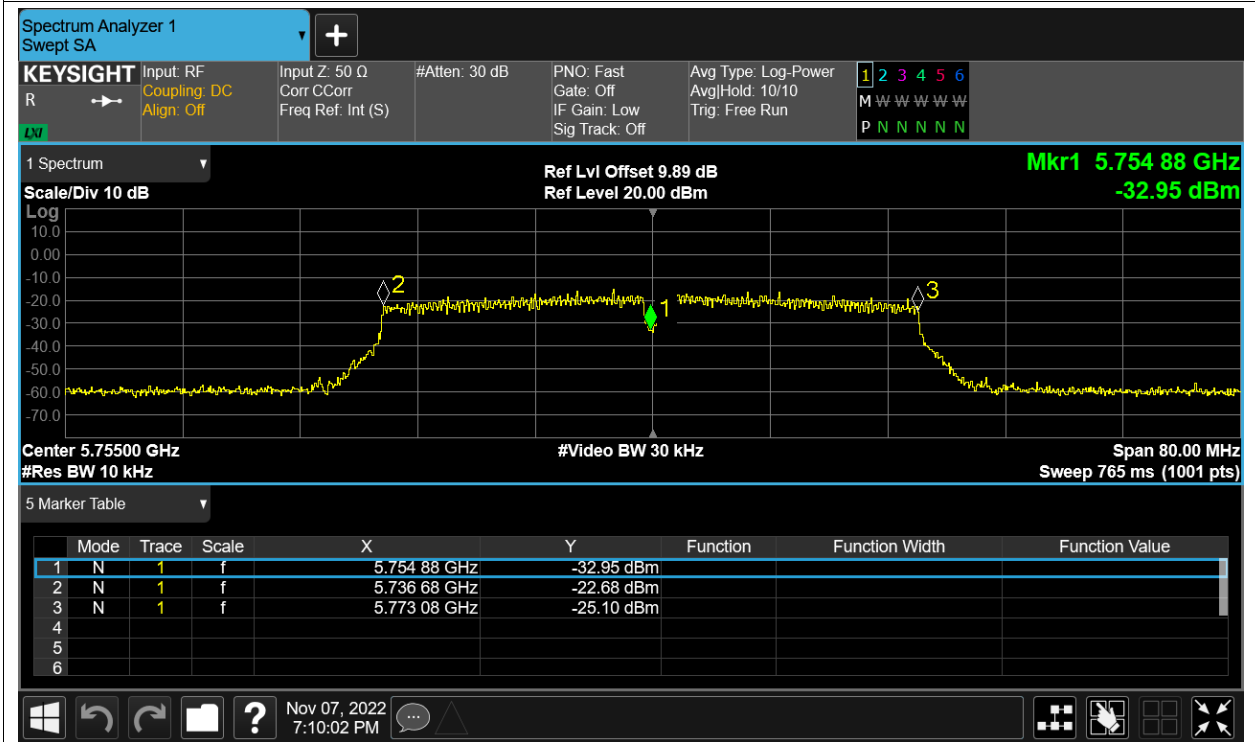 Spectrum Analyzer 1
Swept SA
KEYSIGHT
R
LXI
Input: RF
Coupling: DC
Align: Off
Input Z: 50 Ω
Corr CCorr
Freq Ref: Int (S)
#Atten: 30 dB
PNO: Fast
Gate: Off
IF Gain: Low
Sig Track: Off
Avg Type: Log-Power
Avg|Hold: 10/10
Trig: Free Run
1 2 3 4 5 6
M W W W W W
P N N N N N
1 Spectrum
Scale/Div 10 dB
Ref Lvl Offset 9.89 dB
Ref Level 20.00 dBm
Mkr1 5.754 88 GHz
-32.95 dBm
Log
10.0
0.00
-10.0
-20.0
-30.0
-40.0
-50.0
-60.0
-70.0
2
1
3
Center 5.75500 GHz
#Video BW 30 kHz
Span 80.00 MHz
#Res BW 10 kHz
Sweep 765 ms (1001 pts)
5 Marker Table
Mode Trace Scale X Y Function Function Width Function Value
1 N 1 f 5.754 88 GHz -32.95 dBm
2 N 1 f 5.736 68 GHz -22.68 dBm
3 N 1 f 5.773 08 GHz -25.10 dBm
4
5
6
?
Nov 07, 2022
7:10:02 PM